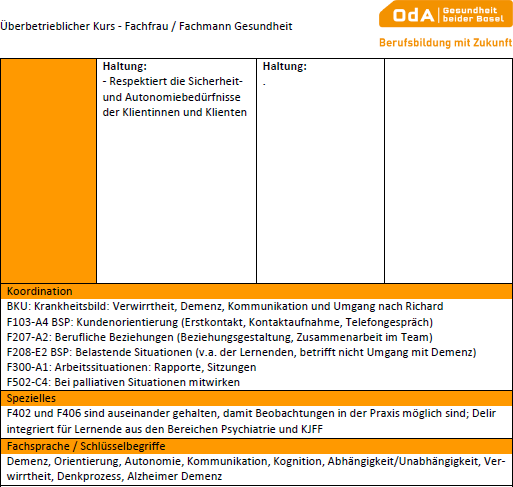 OdA Gesundheit beider Basel
Berufsbildung mit Zukunft
Überbetrieblicher Kurs - Fachfrau / Fachmann Gesundheit
Haltung:
- Respektiert die Sicherheit-
und Autonomiebedürfnisse
der Klientinnen und Klienten
Haltung:
.
Koordination
BKU: Krankheitsbild: Verwirrtheit, Demenz, Kommunikation und Umgang nach Richard
F103-A4 BSP: Kundenorientierung (Erstkontakt, Kontaktaufnahme, Telefongespräch)
F207-A2: Berufliche Beziehungen (Beziehungsgestaltung, Zusammenarbeit im Team)
F208-E2 BSP: Belastende Situationen (v.a. der Lernenden, betrifft nicht Umgang mit Demenz)
F300-A1: Arbeitssituationen: Rapporte, Sitzungen
F502-C4: Bei palliativen Situationen mitwirken
Spezielles
F402 und F406 sind auseinander gehalten, damit Beobachtungen in der Praxis möglich sind; Delir
integriert für Lernende aus den Bereichen Psychiatrie und KJFF
Fachsprache / Schlüsselbegriffe
Demenz, Orientierung, Autonomie, Kommunikation, Kognition, Abhängigkeit/Unabhängigkeit, Ver-
wirrtheit, Denkprozess, Alzheimer Demenz